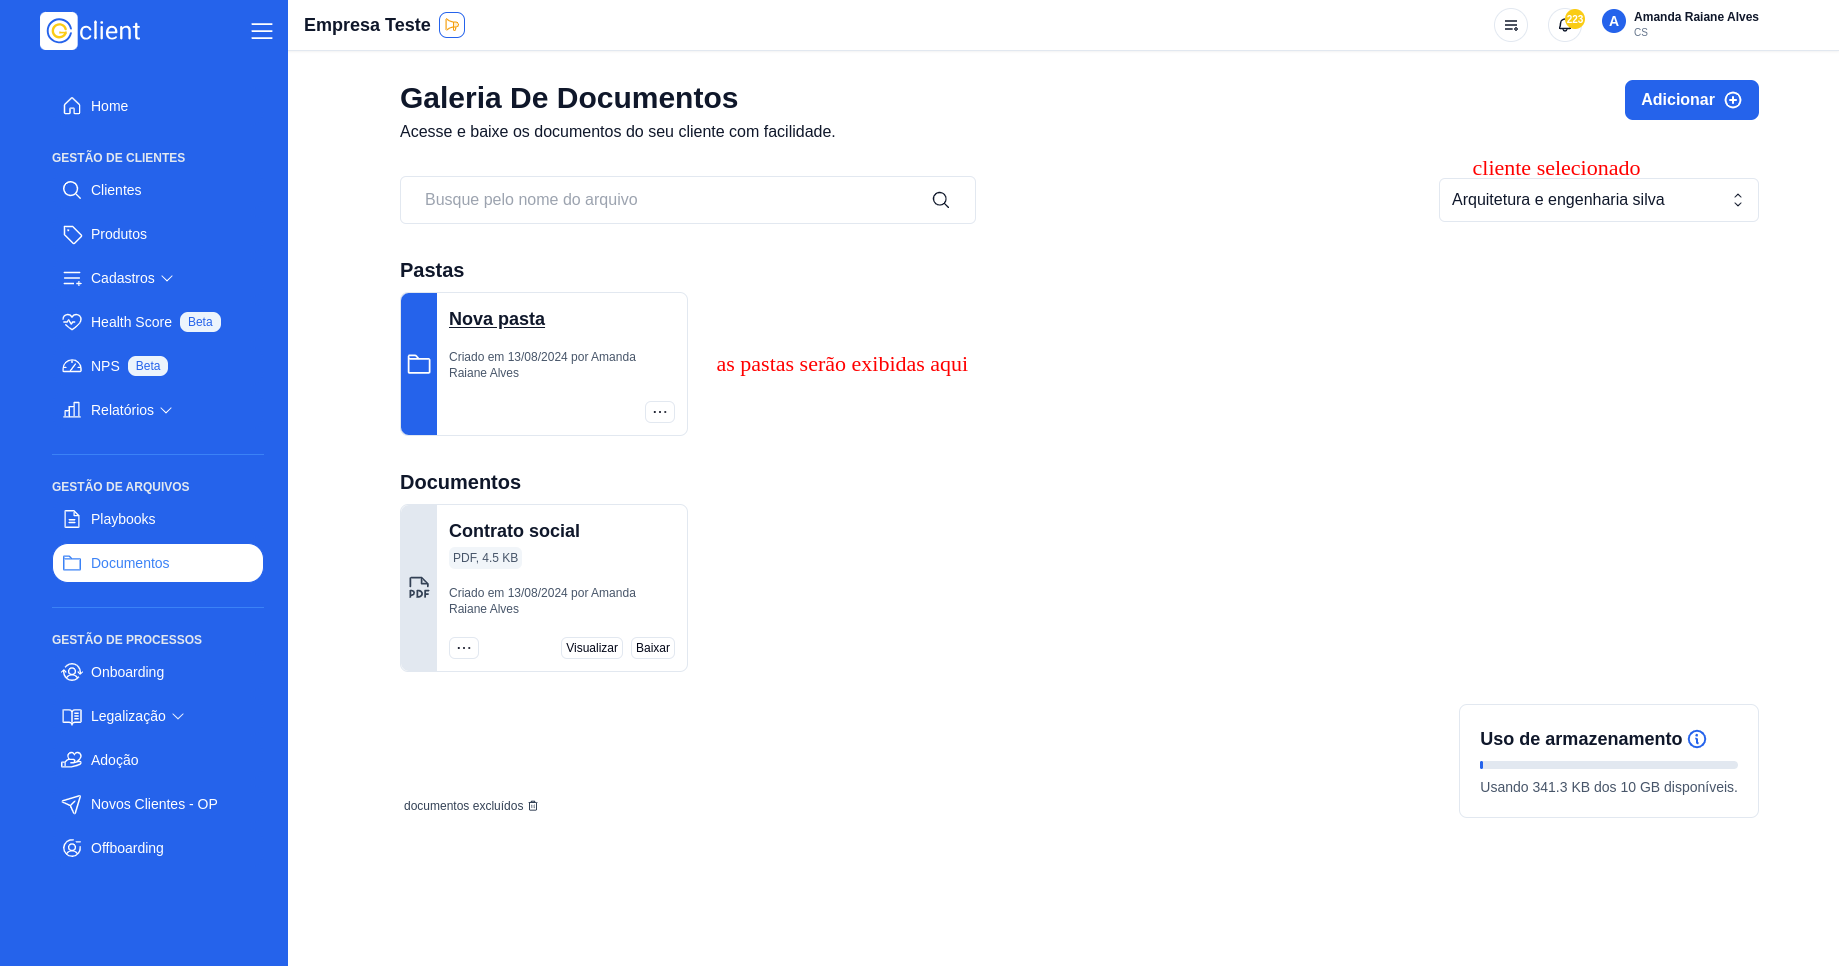 Gclient
Home
GESTÃO DE CLIENTES
Clientes
Produtos
Cadastros
Health Score Beta
NPS Beta
Relatórios
GESTÃO DE ARQUIVOS
Playbooks
Documentos
GESTÃO DE PROCESSOS
Onboarding
Legalização
Adoção
Novos Clientes - OP
Offboarding
Empresa Teste
223
A
Amanda Raiane Alves
CS
Galeria De Documentos
Acesse e baixe os documentos do seu cliente com facilidade.
Adicionar
cliente selecionado
Busque pelo nome do arquivo
Arquitetura e engenharia silva
Pastas
Nova pasta
Criado em 13/08/2024 por Amanda
Raiane Alves
...
as pastas serão exibidas aqui
Documentos
Contrato social
PDF, 4.5 KB
PDF
Criado em 13/08/2024 por Amanda
Raiane Alves
... Visualizar Baixar
Uso de armazenamento
Usando 341.3 KB dos 10 GB disponíveis.
documentos excluídos